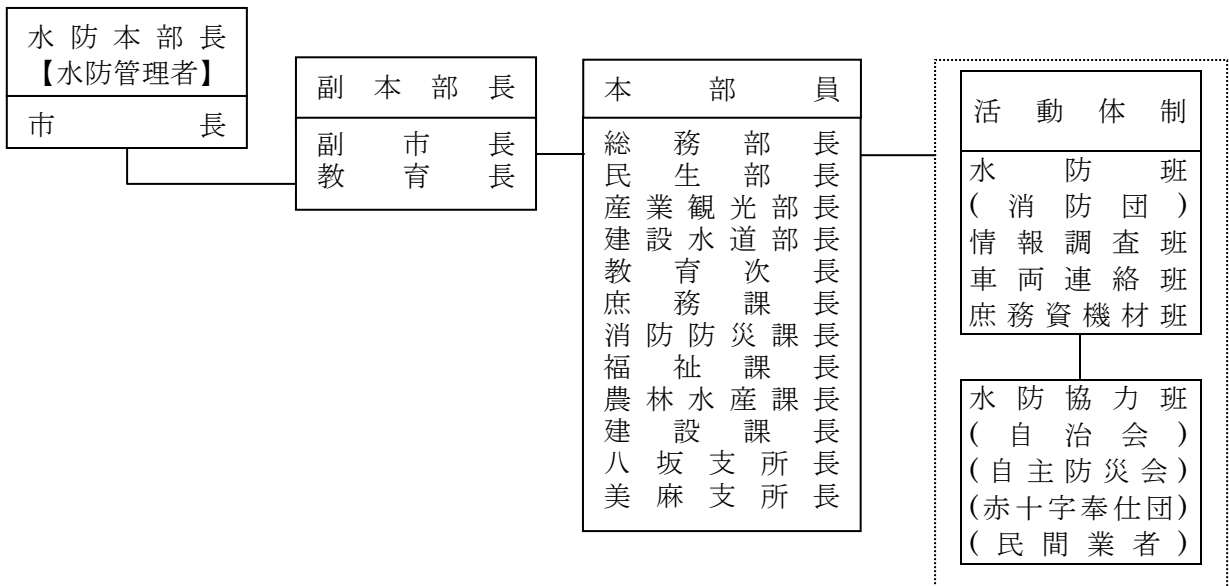 水防本部長
【水防管理者】
市長
副本部長
副市長
教育長
本部員
総務部長
民生部長
産業観光部長
建設水道部長
教育次長
庶務課長
消防防災課長
福祉課長
農林水産課長
建設課長
八坂支所長
美麻支所長
活動体制
水防班
(消防団)
情報調査班
車両連絡班
庶務資機材班
水防協力班
(自治会)
(自主防災会)
(赤十字奉仕団)
(民間業者)